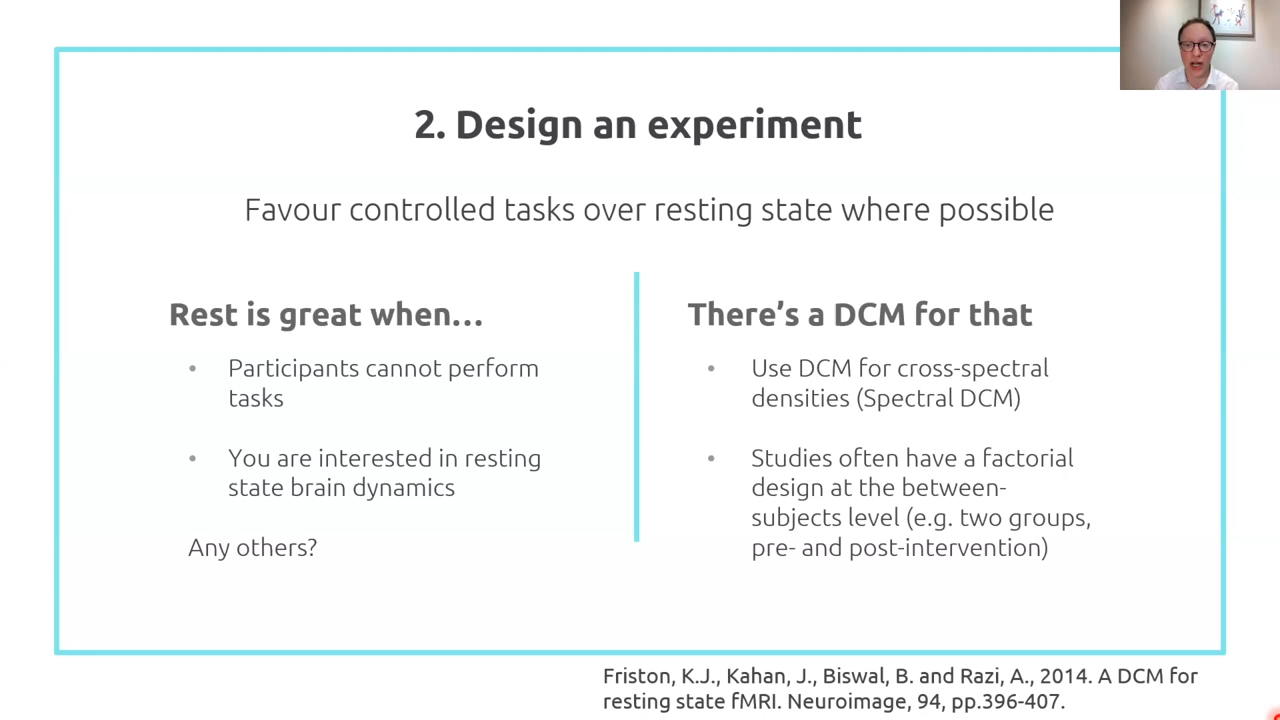 2. Design an experiment
Favour controlled tasks over resting state where possible
Rest is great when...
• Participants cannot perform
tasks
• You are interested in resting
state brain dynamics
Any others?
There's a DCM for that
• Use DCM for cross-spectral
densities (Spectral DCM)
• Studies often have a factorial
design at the between-
subjects level (e.g. two groups,
pre- and post-intervention)
Friston, K.J., Kahan, J., Biswal, B. and Razi, A., 2014. A DCM for
resting state fMRI. Neuroimage, 94, pp.396-407.